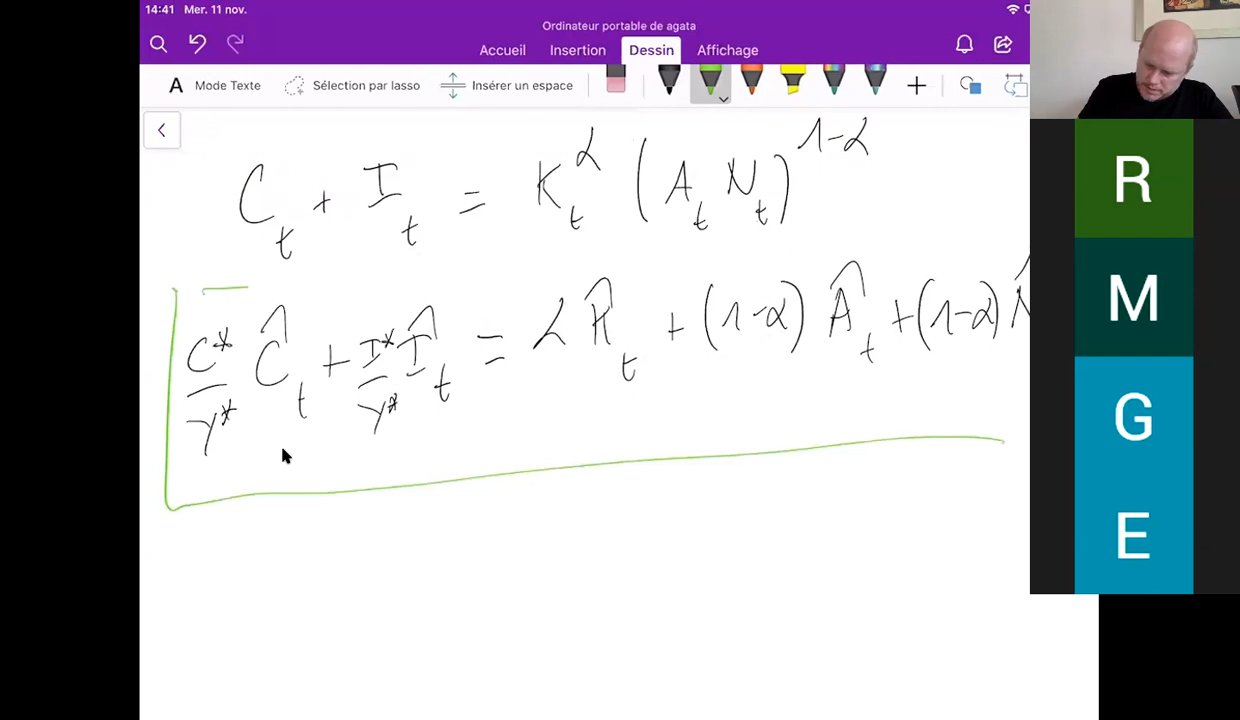 14:41 Mer. 11 nov.
Ordinateur portable de agata
Accueil Insertion Dessin Affichage
A Mode Texte Sélection par lasso Insérer un espace
C_t + I_t = K_t^α (A_t N_t)^{1-α}
C*/Y* Ĉ_t + I*/Y* Î_t = α K̂_t + (1-α) Â_t + (1-α) N̂
R
M
G
E